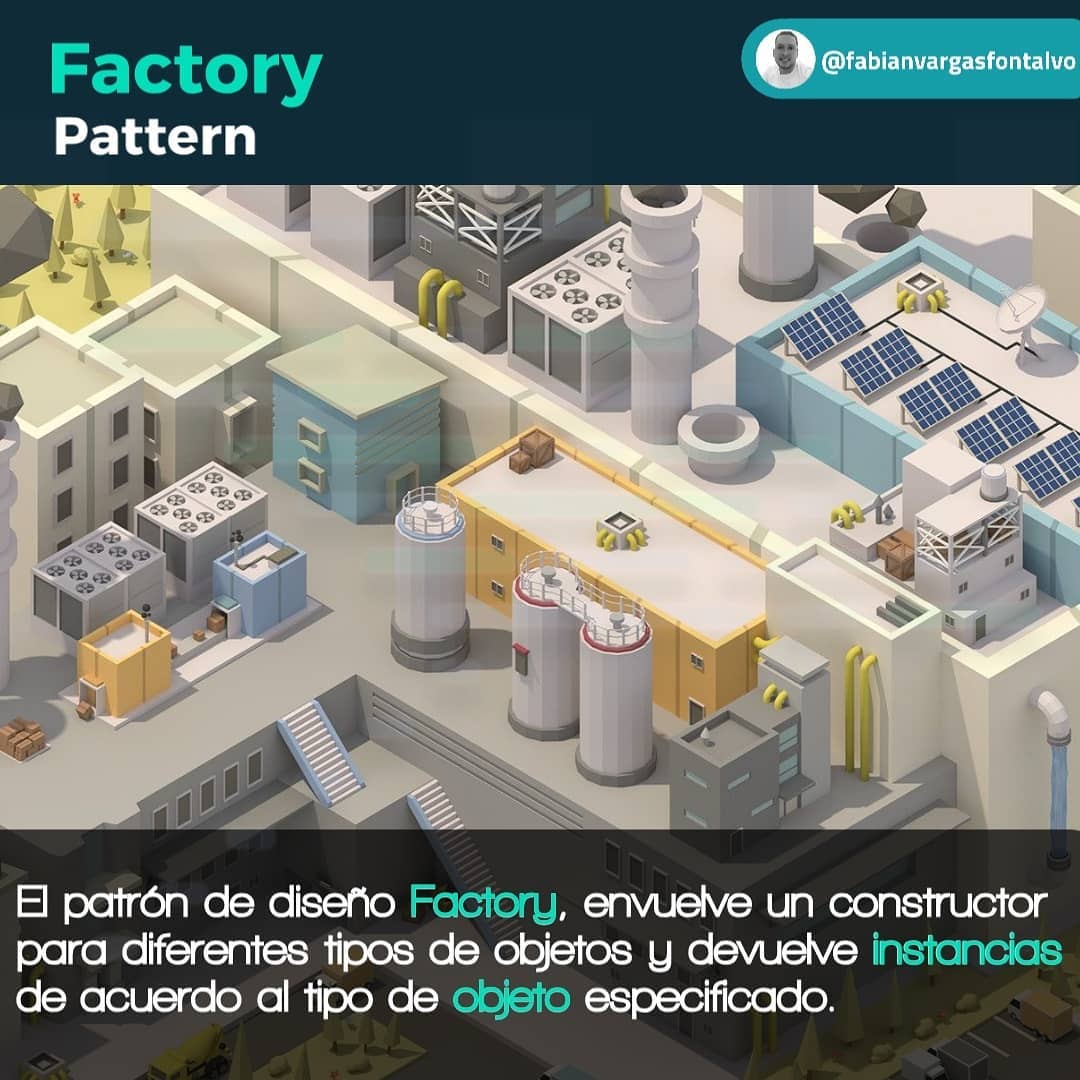 Factory
Pattern
@fabianvargasfontalvo
El patrón de diseño Factory, envuelve un constructor
para diferentes tipos de objetos y devuelve instancias
de acuerdo al tipo de objeto especificado.